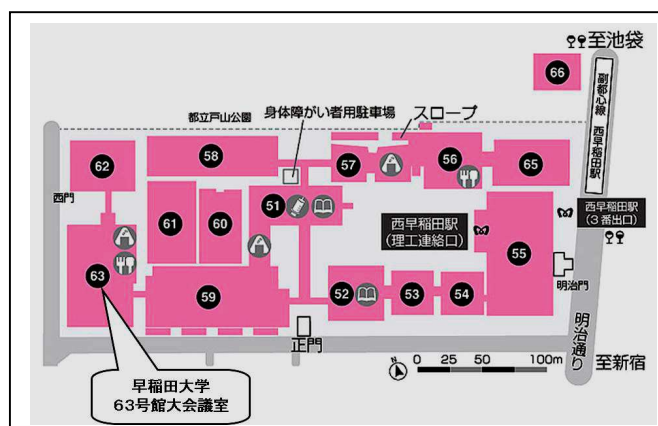 至池袋
66
副都心線 西早稲田駅
都立戸山公園
身体障がい者用駐車場
スロープ
62
58
57
56
65
西門
61
60
51
西早稲田駅
(理工連絡口)
西早稲田駅
(3番出口)
55
63
59
52
53
54
明治門
正門
明治通り
N
0 25 50 100m
至新宿
早稲田大学
63号館大会議室